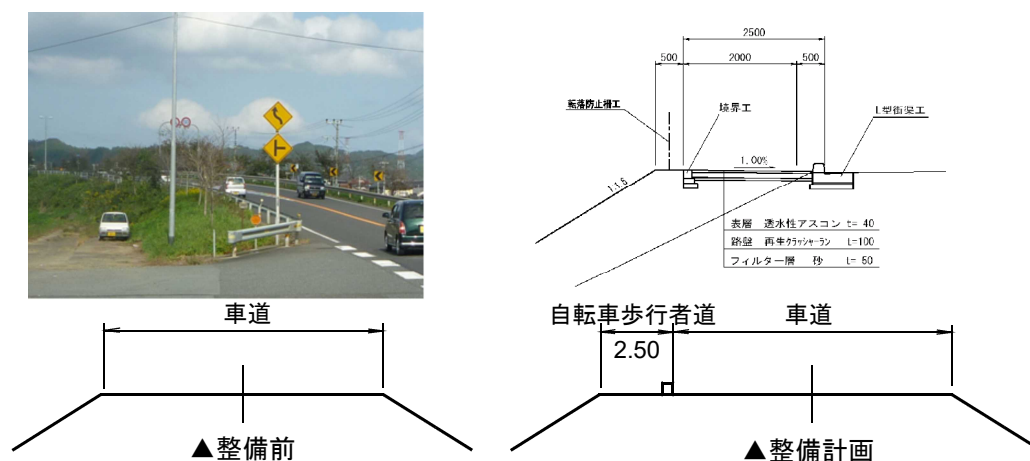 2500
500
2000
500
転落防止柵工
境界工
L型街渠工
1.00%
1:1.5
表層 透水性アスコン t= 40
路盤 再生クラッシャーラン t=100
フィルター層 砂 t= 50
車道
自転車歩行者道
車道
2.50
▲整備前
▲整備計画